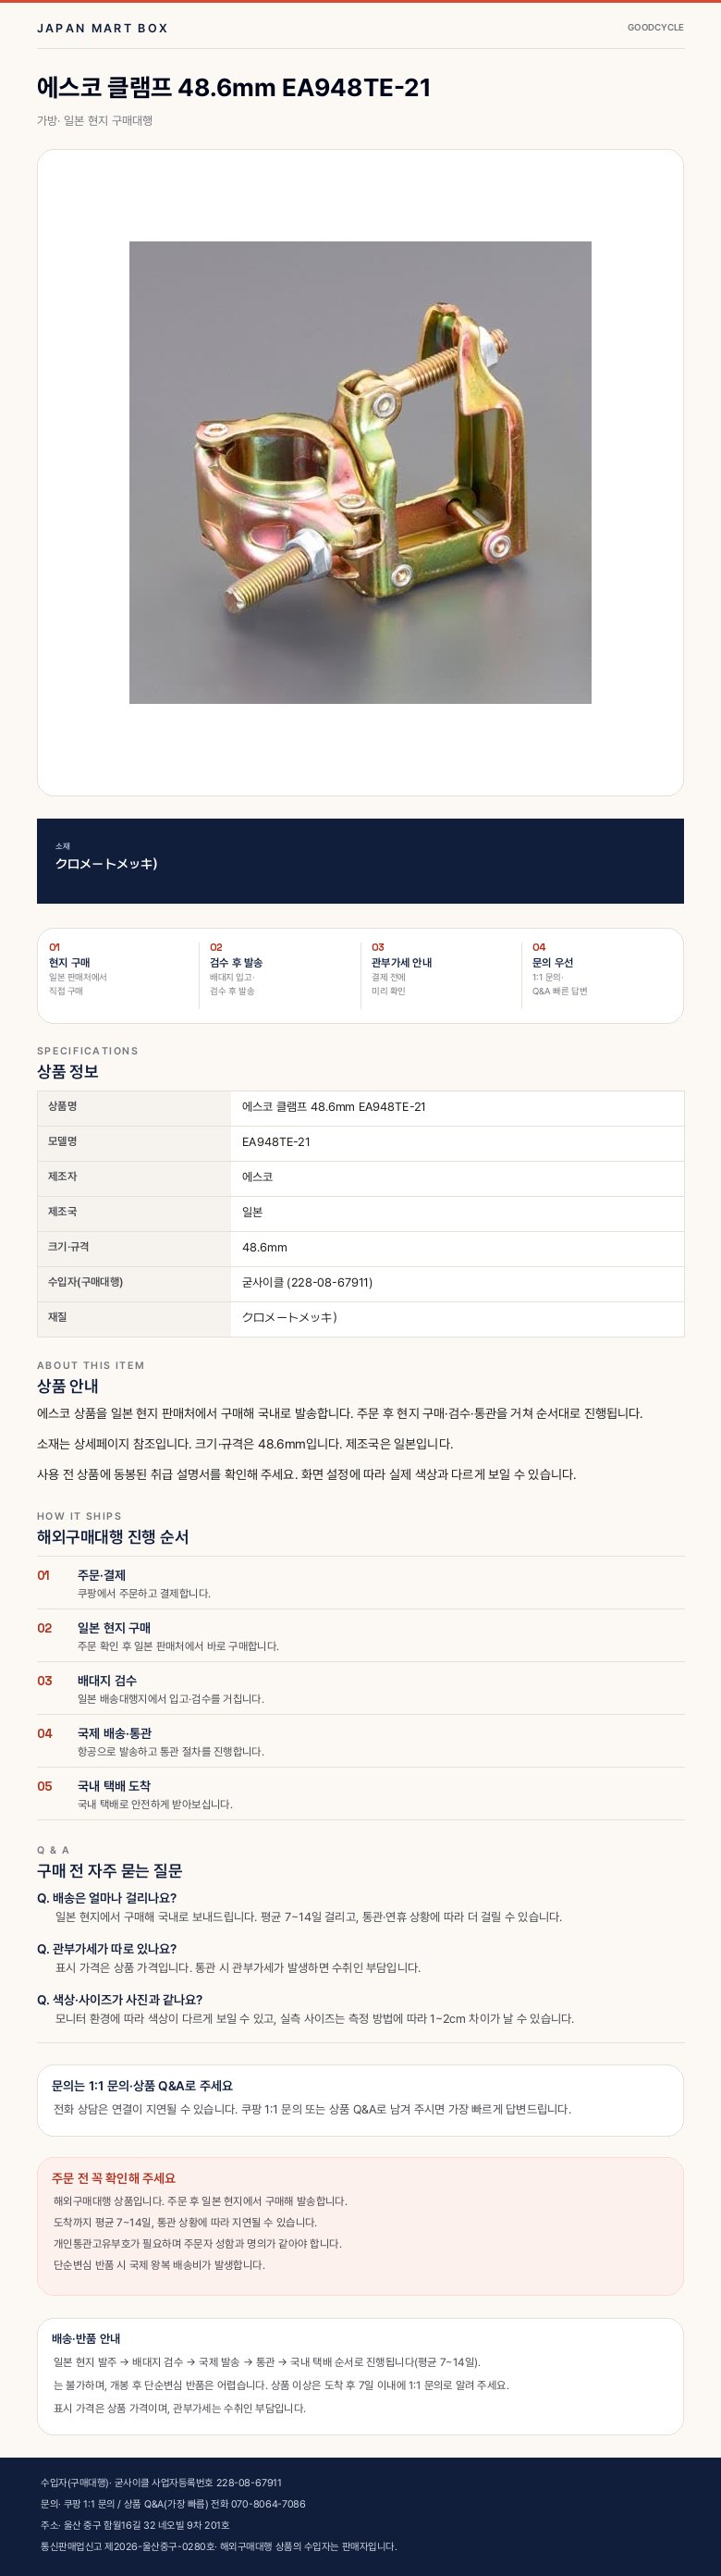 JAPAN MART BOX
GOODCYCLE
에스코 클램프 48.6mm EA948TE-21
가방· 일본 현지 구매대행
소재
クロメートメッキ)
01
현지 구매
일본 판매처에서
직접 구매
02
검수 후 발송
배대지 입고·
검수 후 발송
03
관부가세 안내
결제 전에
미리 확인
04
문의 우선
1:1 문의·
Q&A 빠른 답변
SPECIFICATIONS
상품 정보
상품명 에스코 클램프 48.6mm EA948TE-21
모델명 EA948TE-21
제조자 에스코
제조국 일본
크기·규격 48.6mm
수입자(구매대행) 굳사이클 (228-08-67911)
재질 クロメートメッキ)
ABOUT THIS ITEM
상품 안내
에스코 상품을 일본 현지 판매처에서 구매해 국내로 발송합니다. 주문 후 현지 구매·검수·통관을 거쳐 순서대로 진행됩니다.
소재는 상세페이지 참조입니다. 크기·규격은 48.6mm입니다. 제조국은 일본입니다.
사용 전 상품에 동봉된 취급 설명서를 확인해 주세요. 화면 설정에 따라 실제 색상과 다르게 보일 수 있습니다.
HOW IT SHIPS
해외구매대행 진행 순서
01 주문·결제
쿠팡에서 주문하고 결제합니다.
02 일본 현지 구매
주문 확인 후 일본 판매처에서 바로 구매합니다.
03 배대지 검수
일본 배송대행지에서 입고·검수를 거칩니다.
04 국제 배송·통관
항공으로 발송하고 통관 절차를 진행합니다.
05 국내 택배 도착
국내 택배로 안전하게 받아보십니다.
Q & A
구매 전 자주 묻는 질문
Q. 배송은 얼마나 걸리나요?
일본 현지에서 구매해 국내로 보내드립니다. 평균 7~14일 걸리고, 통관·연휴 상황에 따라 더 걸릴 수 있습니다.
Q. 관부가세가 따로 있나요?
표시 가격은 상품 가격입니다. 통관 시 관부가세가 발생하면 수취인 부담입니다.
Q. 색상·사이즈가 사진과 같나요?
모니터 환경에 따라 색상이 다르게 보일 수 있고, 실측 사이즈는 측정 방법에 따라 1~2cm 차이가 날 수 있습니다.
문의는 1:1 문의·상품 Q&A로 주세요
전화 상담은 연결이 지연될 수 있습니다. 쿠팡 1:1 문의 또는 상품 Q&A로 남겨 주시면 가장 빠르게 답변드립니다.
주문 전 꼭 확인해 주세요
해외구매대행 상품입니다. 주문 후 일본 현지에서 구매해 발송합니다.
도착까지 평균 7~14일, 통관 상황에 따라 지연될 수 있습니다.
개인통관고유부호가 필요하며 주문자 성함과 명의가 같아야 합니다.
단순변심 반품 시 국제 왕복 배송비가 발생합니다.
배송·반품 안내
일본 현지 발주 → 배대지 검수 → 국제 발송 → 통관 → 국내 택배 순서로 진행됩니다(평균 7~14일).
는 불가하며, 개봉 후 단순변심 반품은 어렵습니다. 상품 이상은 도착 후 7일 이내에 1:1 문의로 알려 주세요.
표시 가격은 상품 가격이며, 관부가세는 수취인 부담입니다.
수입자(구매대행)· 굳사이클 사업자등록번호 228-08-67911
문의· 쿠팡 1:1 문의 / 상품 Q&A(가장 빠름) 전화 070-8064-7086
주소· 울산 중구 함월16길 32 네오빌 9차 201호
통신판매업신고 제2026-울산중구-0280호· 해외구매대행 상품의 수입자는 판매자입니다.